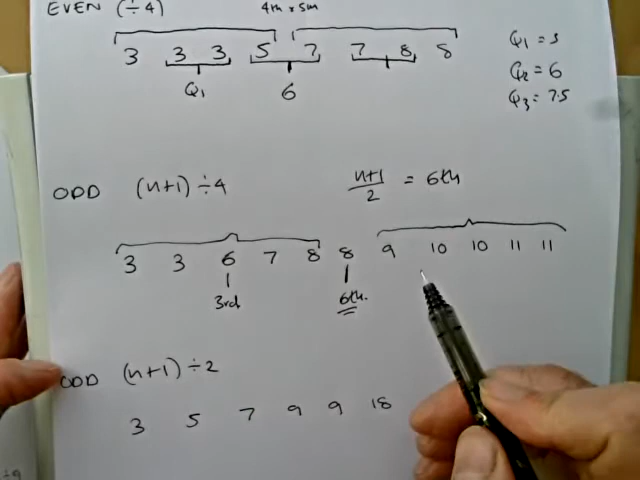 EVEN (÷4) 4th & 5th
3 3 3 5 7 7 8 8
Q1 6
Q1 = 3
Q2 = 6
Q3 = 7.5
ODD (n+1) ÷4 n+1/2 = 6th
3 3 6 7 8 8 9 10 10 11 11
3rd 6th.
ODD (n+1) ÷2
3 5 7 9 9 18
÷9